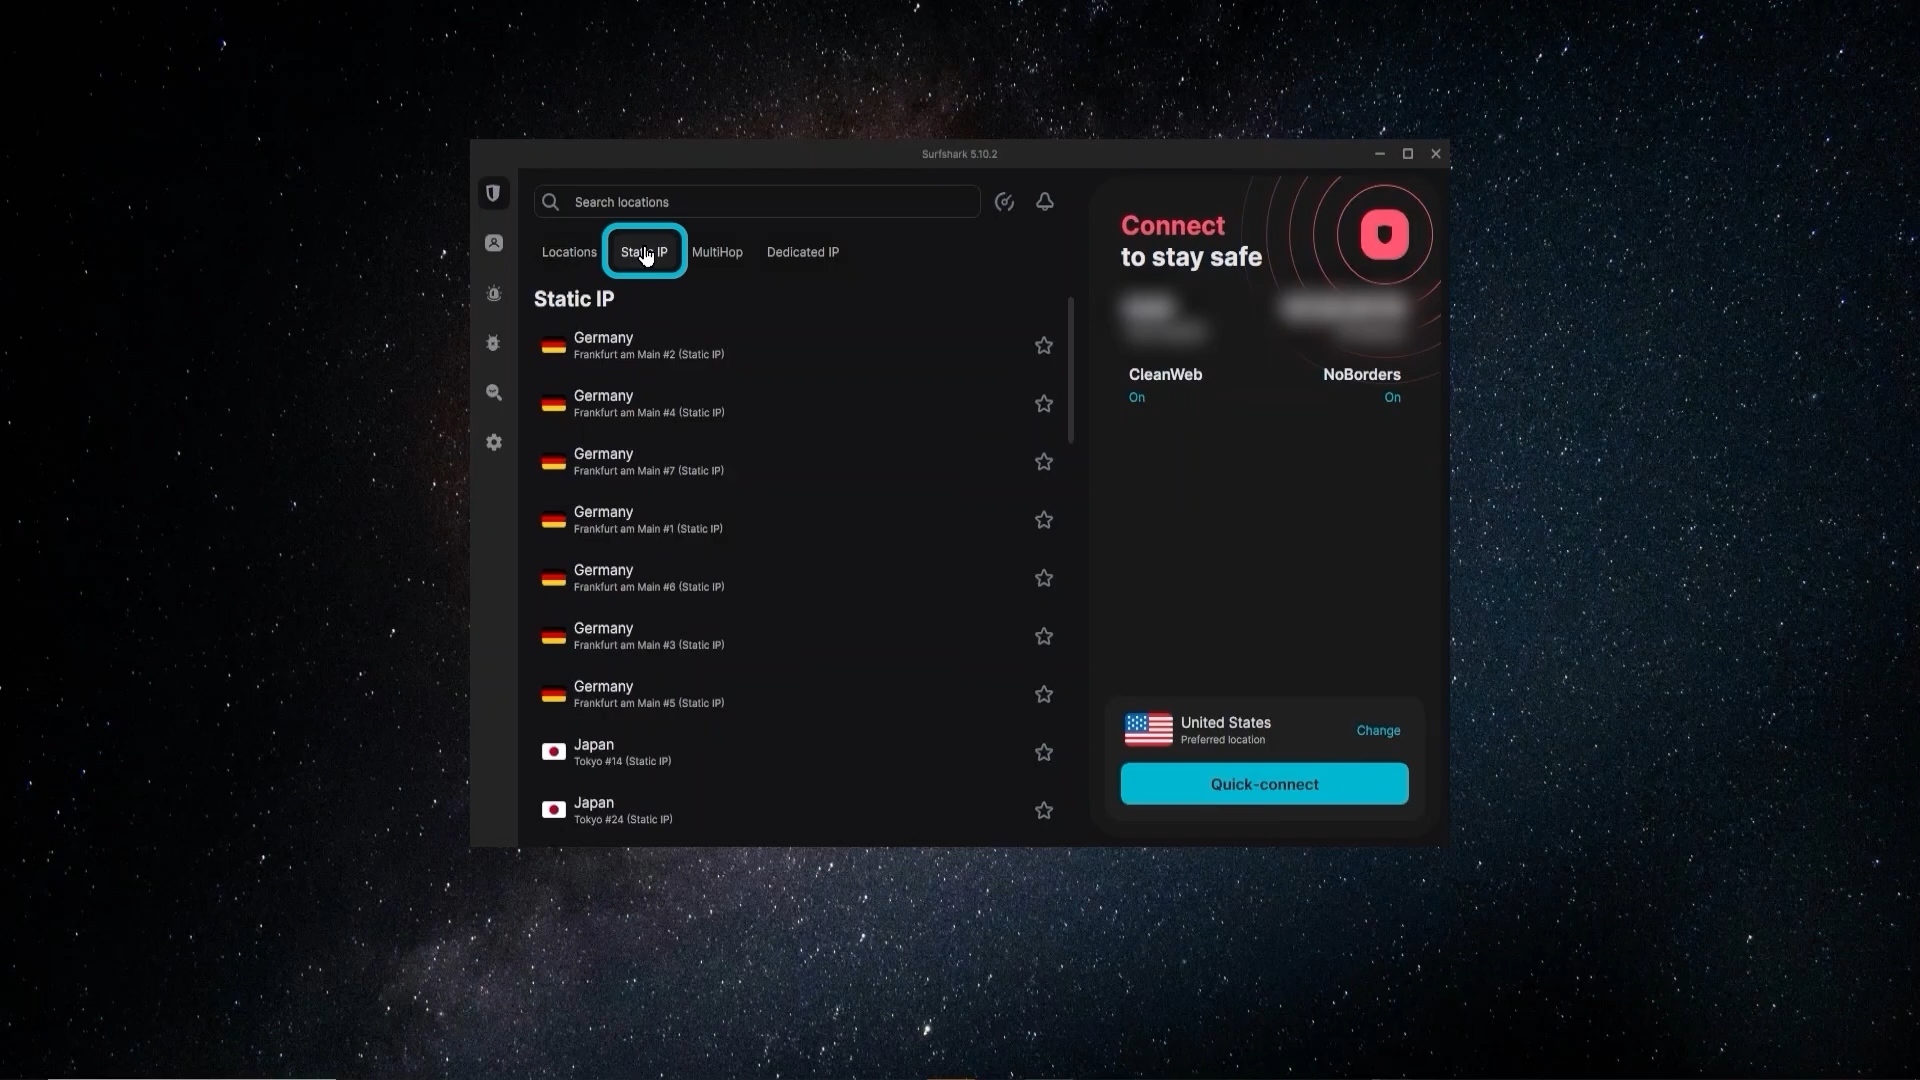 Surfshark 5.10.2
Search locations
Locations
Static IP
MultiHop
Dedicated IP
Static IP
Germany
Frankfurt am Main #2 (Static IP)
Germany
Frankfurt am Main #4 (Static IP)
Germany
Frankfurt am Main #7 (Static IP)
Germany
Frankfurt am Main #1 (Static IP)
Germany
Frankfurt am Main #6 (Static IP)
Germany
Frankfurt am Main #3 (Static IP)
Germany
Frankfurt am Main #5 (Static IP)
Japan
Tokyo #14 (Static IP)
Japan
Tokyo #24 (Static IP)
Connect
to stay safe
CleanWeb
On
NoBorders
On
United States
Preferred location
Change
Quick-connect